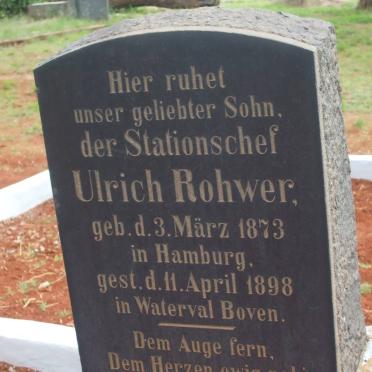 Hier ruhet
unser geliebter Sohn,
der Stationschef
Ulrich Rohwer,
geb. d. 3. März 1873
in Hamburg,
gest. d. 11. April 1898
in Waterval Boven.
Dem Auge fern,
Dem Herzen ewig